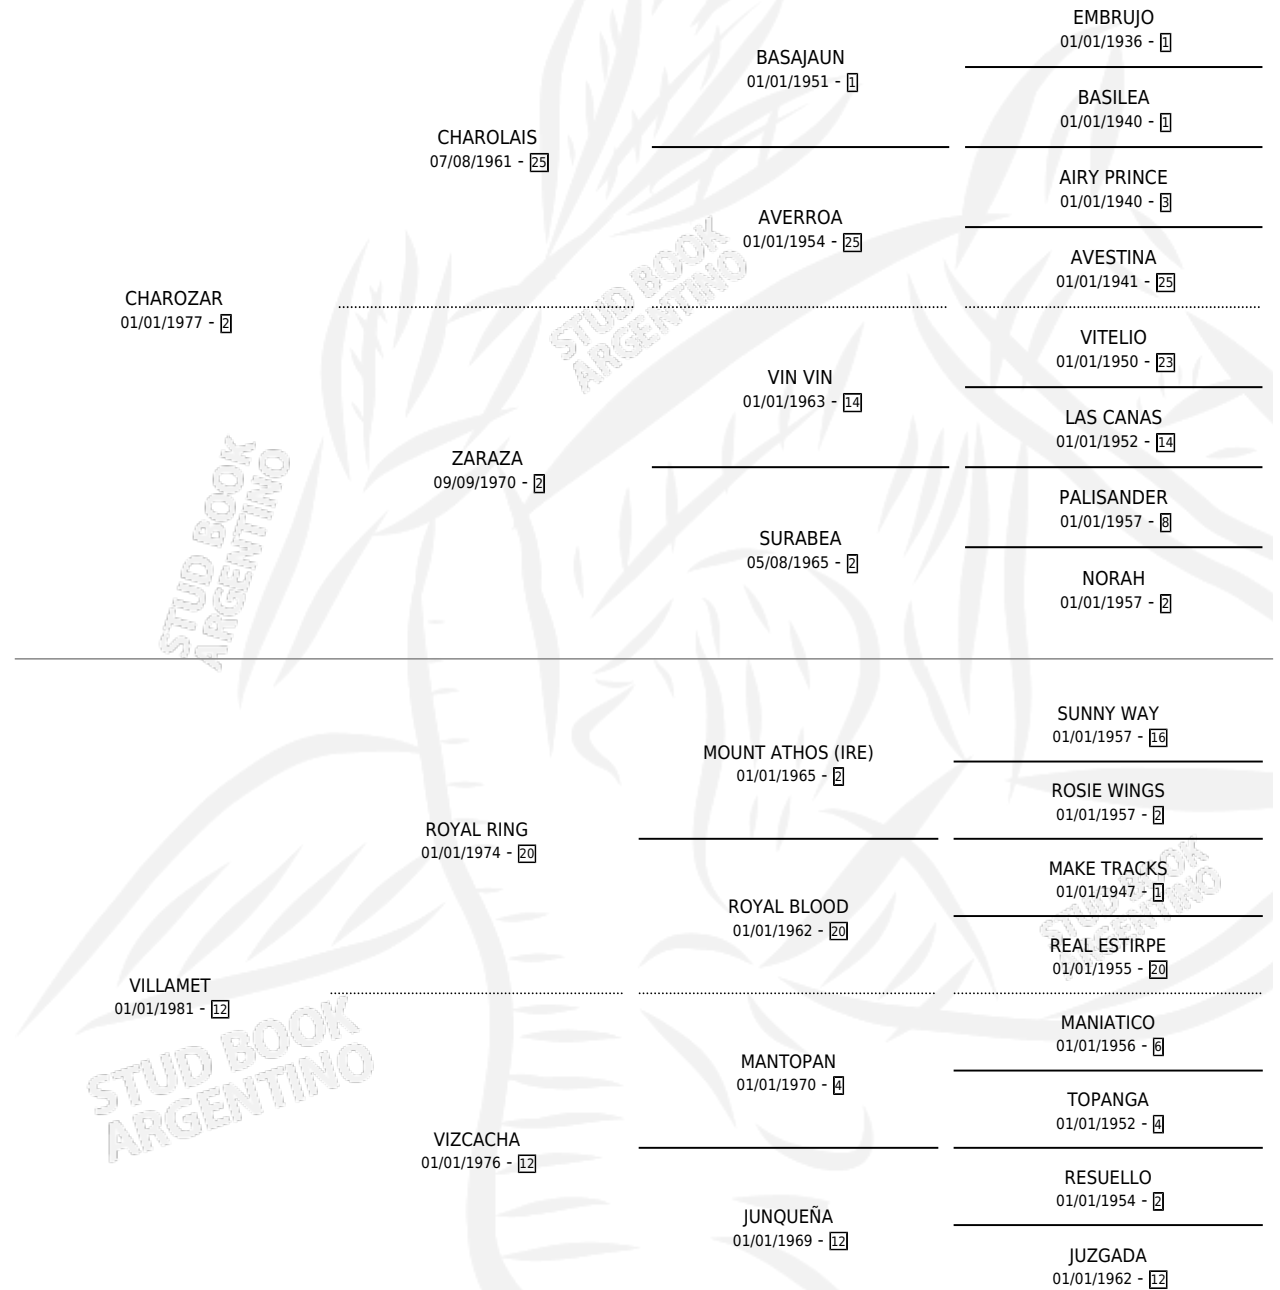 EMBRUJO
01/01/1936 - 1
BASAJAUN
01/01/1951 - 1
BASILEA
01/01/1940 - 1
CHAROLAIS
07/08/1961 - 25
AIRY PRINCE
01/01/1940 - 3
AVERROA
01/01/1954 - 25
AVESTINA
01/01/1941 - 25
CHAROZAR
01/01/1977 - 2
STUD BOOK
ARGENTINO
VITELIO
01/01/1950 - 23
VIN VIN
01/01/1963 - 14
LAS CANAS
01/01/1952 - 14
ZARAZA
09/09/1970 - 2
PALISANDER
01/01/1957 - 8
SURABEA
05/08/1965 - 2
NORAH
01/01/1957 - 2
STUD BOOK
ARGENTINO
SUNNY WAY
01/01/1957 - 16
MOUNT ATHOS (IRE)
01/01/1965 - 2
ROSIE WINGS
01/01/1957 - 2
ROYAL RING
01/01/1974 - 20
MAKE TRACKS
01/01/1947 - 1
ROYAL BLOOD
01/01/1962 - 20
STUD BOOK
ARGENTINO
REAL ESTIRPE
01/01/1955 - 20
VILLAMET
01/01/1981 - 12
STUD BOOK
ARGENTINO
MANIATICO
01/01/1956 - 6
MANTOPAN
01/01/1970 - 4
TOPANGA
01/01/1952 - 4
VIZCACHA
01/01/1976 - 12
RESUELLO
01/01/1954 - 2
JUNQUEÑA
01/01/1969 - 12
JUZGADA
01/01/1962 - 12